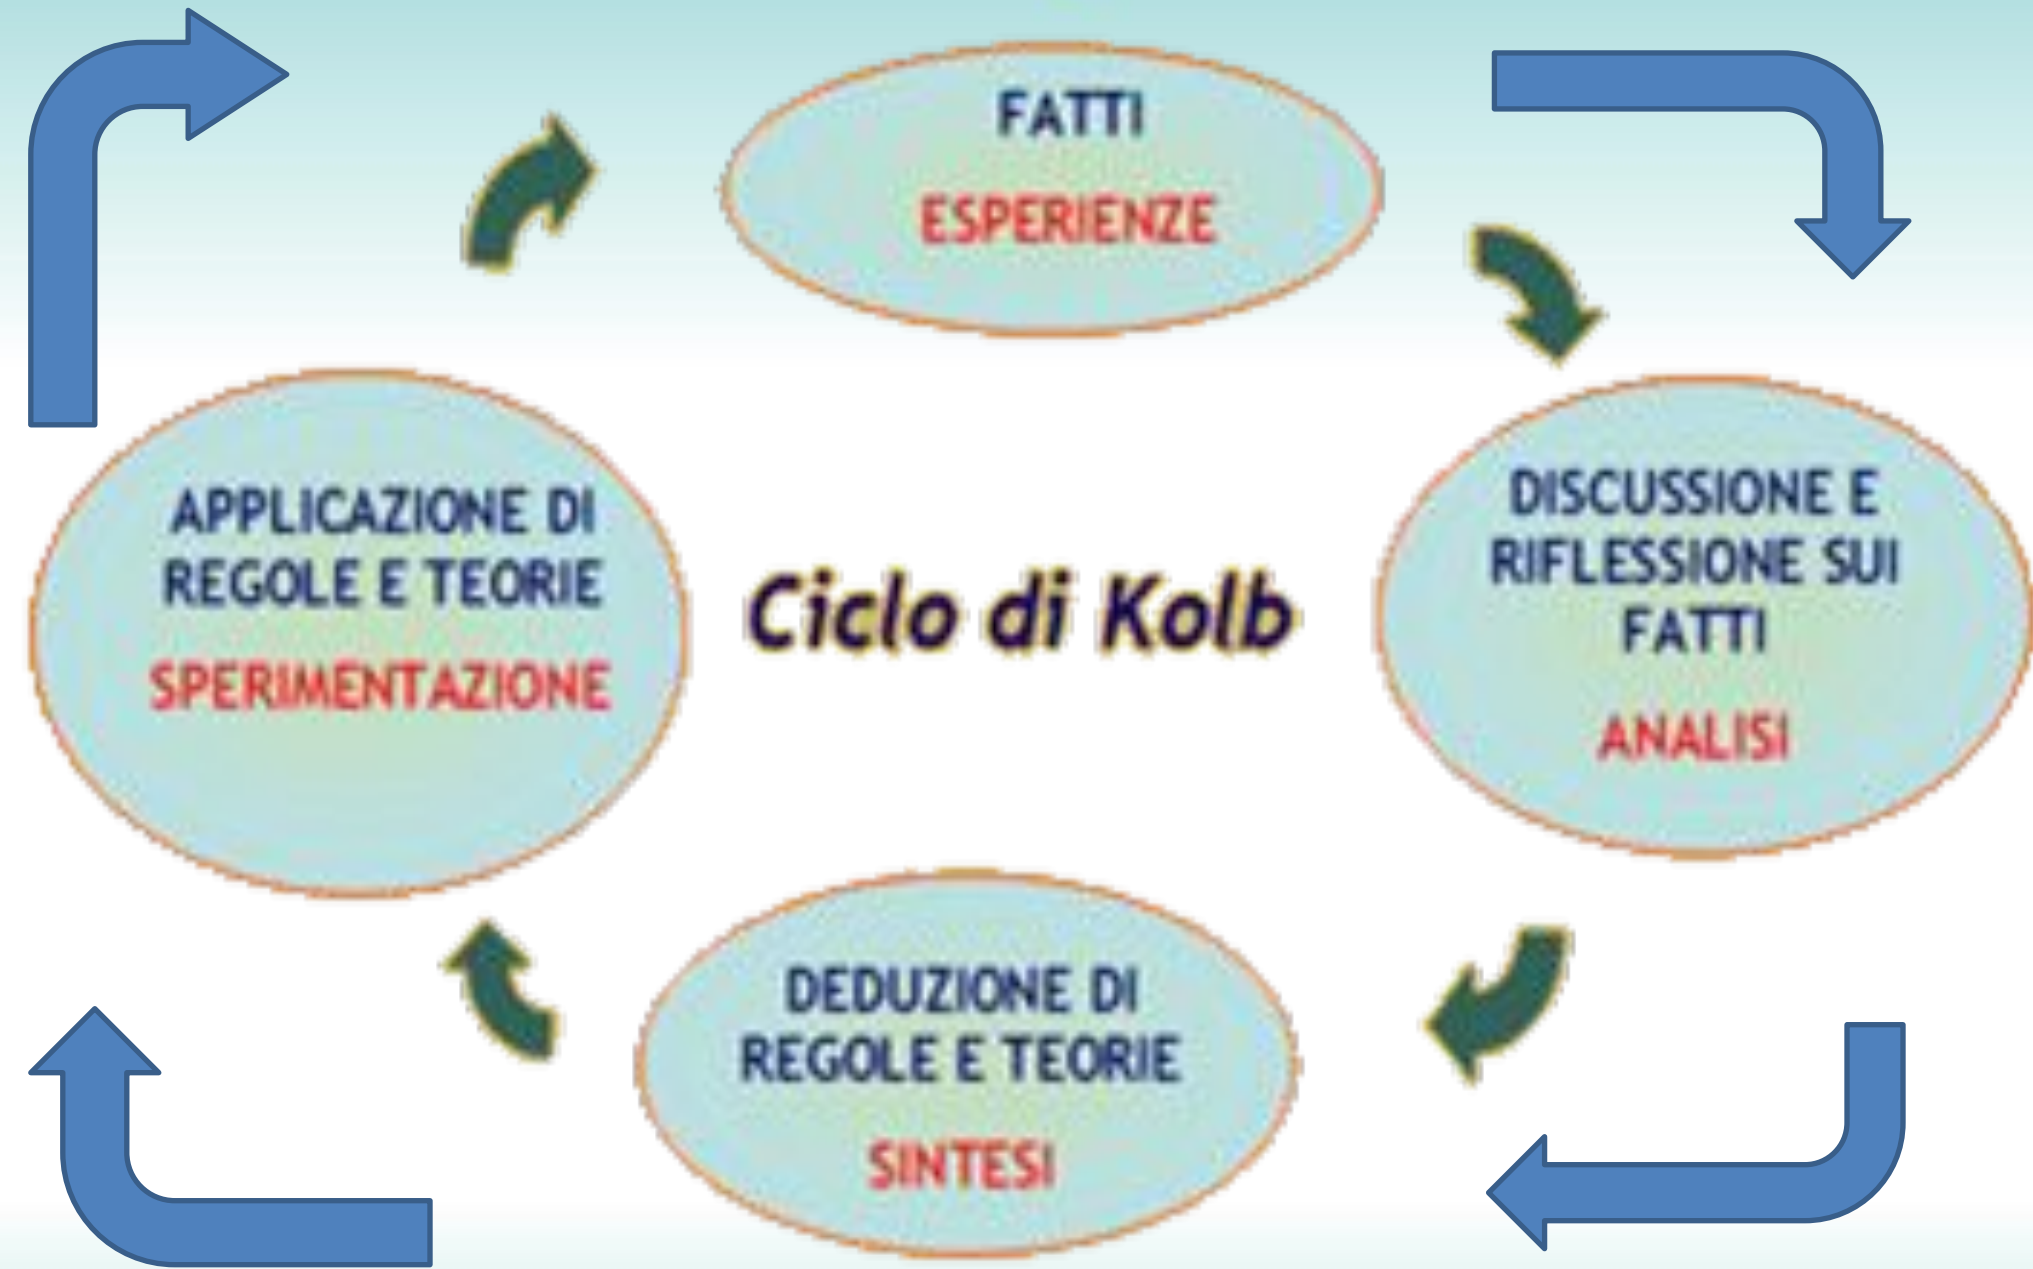 FATTI
ESPERIENZE
DISCUSSIONE E
RIFLESSIONE SUI
FATTI
ANALISI
DEDUZIONE DI
REGOLE E TEORIE
SINTESI
APPLICAZIONE DI
REGOLE E TEORIE
SPERIMENTAZIONE
Ciclo di Kolb